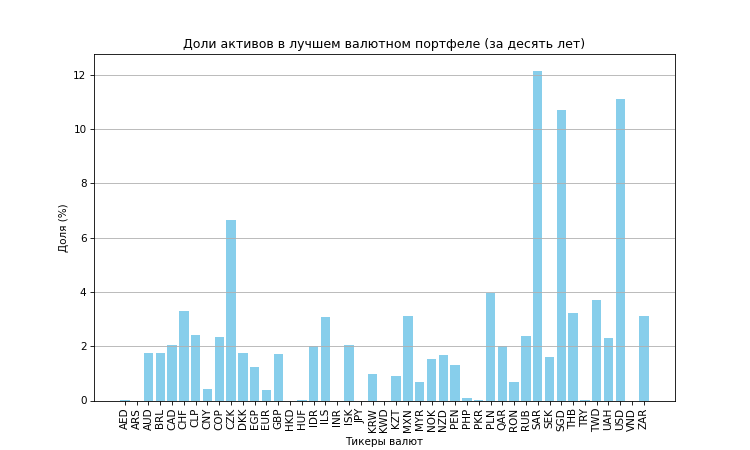 Доли активов в лучшем валютном портфеле (за десять лет)
Доля (%)
12
10
8
6
4
2
0
AED ARS AUD BRL CAD CHF CLP CNY COP CZK DKK EGP EUR GBP HKD HUF IDR ILS INR ISK JPY KRW KWD KZT MXN MYR NOK NZD PEN PHP PKR PLN QAR RON RUB SAR SEK SGD THB TRY TWD UAH USD VND ZAR
Тикеры валют